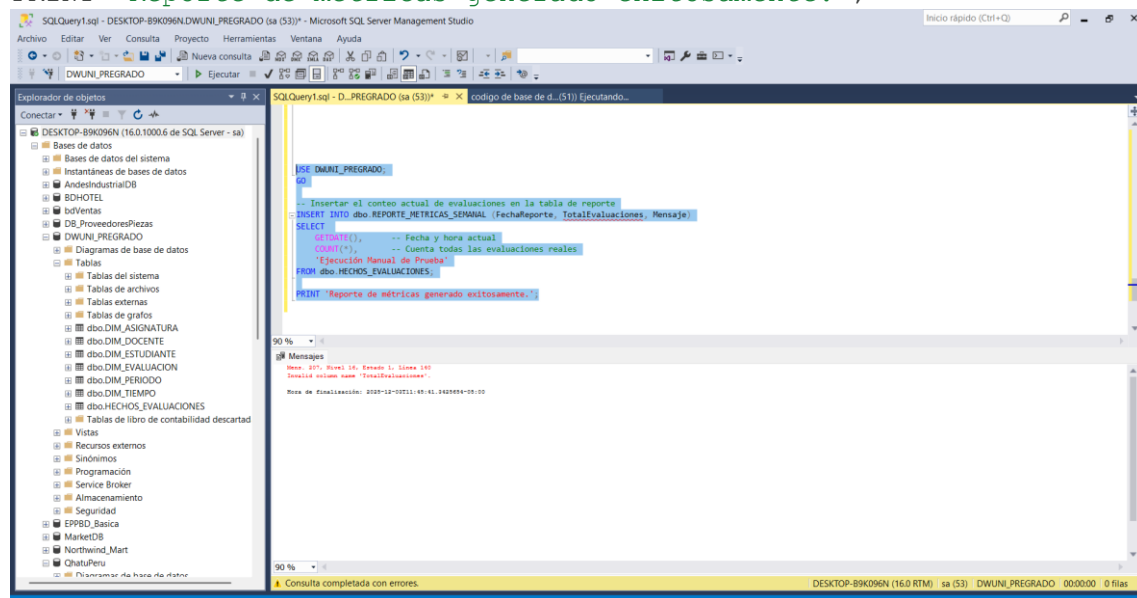 SQLQuery1.sql - DESKTOP-B9K096N.DWUNI_PREGRADO (sa (53))* - Microsoft SQL Server Management Studio
Inicio rápido (Ctrl+Q)
Archivo Editar Ver Consulta Proyecto Herramientas Ventana Ayuda
Nueva consulta
DWUNI_PREGRADO
Ejecutar
Explorador de objetos
SQLQuery1.sql - D...PREGRADO (sa (53))*
codigo de base de d...(51)) Ejecutando...
Conectar
DESKTOP-B9K096N (16.0.1000.6 de SQL Server - sa)
Bases de datos
Bases de datos del sistema
Instantáneas de bases de datos
AndesIndustrialDB
BDHOTEL
bdVentas
DB_ProveedoresPiezas
DWUNI_PREGRADO
Diagramas de base de datos
Tablas
Tablas del sistema
Tablas de archivos
Tablas externas
Tablas de grafos
dbo.DIM_ASIGNATURA
dbo.DIM_DOCENTE
dbo.DIM_ESTUDIANTE
dbo.DIM_EVALUACION
dbo.DIM_PERIODO
dbo.DIM_TIEMPO
dbo.HECHOS_EVALUACIONES
Tablas de libro de contabilidad descartad
Vistas
Recursos externos
Sinónimos
Programación
Service Broker
Almacenamiento
Seguridad
EPPBD_Basica
MarketDB
Northwind_Mart
QhatuPeru
Diagramas de base de datos
USE DWUNI_PREGRADO;
GO
-- Insertar el conteo actual de evaluaciones en la tabla de reporte
INSERT INTO dbo.REPORTE_METRICAS_SEMANAL (FechaReporte, TotalEvaluaciones, Mensaje)
SELECT
GETDATE(), -- Fecha y hora actual
COUNT(*), -- Cuenta todas las evaluaciones reales
'Ejecución Manual de Prueba'
FROM dbo.HECHOS_EVALUACIONES;
PRINT 'Reporte de métricas generado exitosamente.';
90 %
Mensajes
Mens. 207, Nivel 16, Estado 1, Línea 140
Invalid column name 'TotalEvaluaciones'.
Hora de finalización:
90 %
Consulta completada con errores.
DESKTOP-B9K096N (16.0 RTM) sa (53) DWUNI_PREGRADO 00:00:00 0 filas